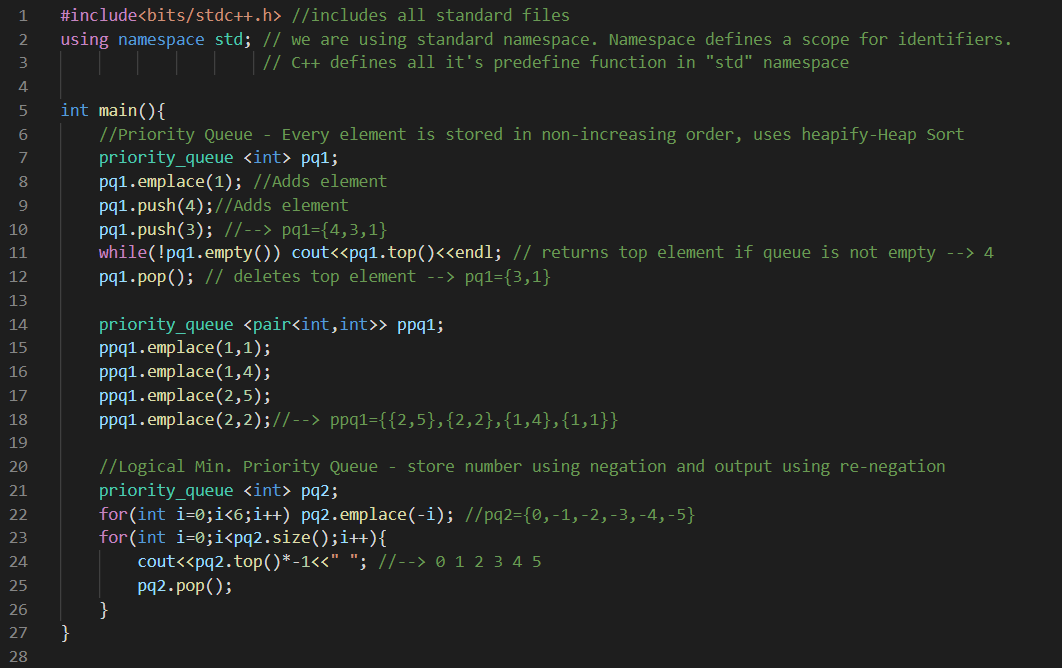 1 #include<bits/stdc++.h> //includes all standard files
2 using namespace std; // we are using standard namespace. Namespace defines a scope for identifiers.
3 // C++ defines all it's predefine function in "std" namespace
4
5 int main(){
6 //Priority Queue - Every element is stored in non-increasing order, uses heapify-Heap Sort
7 priority_queue <int> pq1;
8 pq1.emplace(1); //Adds element
9 pq1.push(4);//Adds element
10 pq1.push(3); //--> pq1={4,3,1}
11 while(!pq1.empty()) cout<<pq1.top()<<endl; // returns top element if queue is not empty --> 4
12 pq1.pop(); // deletes top element --> pq1={3,1}
13
14 priority_queue <pair<int,int>> ppq1;
15 ppq1.emplace(1,1);
16 ppq1.emplace(1,4);
17 ppq1.emplace(2,5);
18 ppq1.emplace(2,2);//--> ppq1={{2,5},{2,2},{1,4},{1,1}}
19
20 //Logical Min. Priority Queue - store number using negation and output using re-negation
21 priority_queue <int> pq2;
22 for(int i=0;i<6;i++) pq2.emplace(-i); //pq2={0,-1,-2,-3,-4,-5}
23 for(int i=0;i<pq2.size();i++){
24 cout<<pq2.top()*-1<<" "; //--> 0 1 2 3 4 5
25 pq2.pop();
26 }
27 }
28